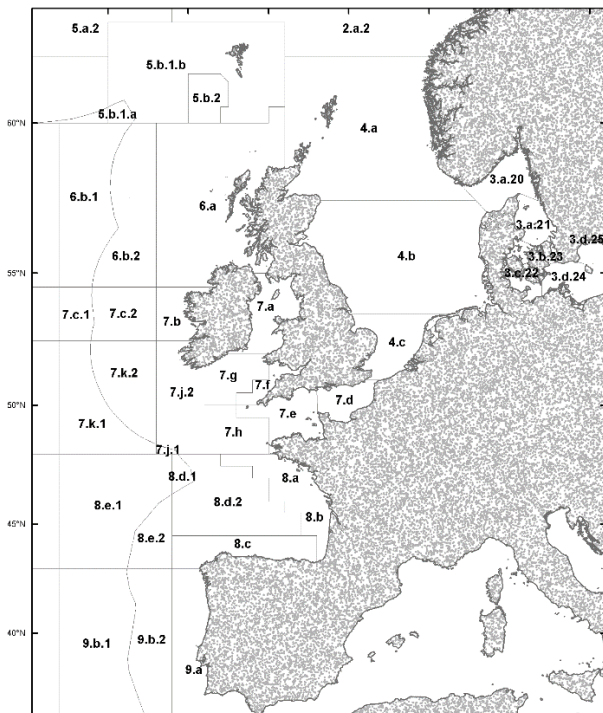 5.a.2
2.a.2
5.b.1.b
5.b.2
5.b.1.a
60°N
4.a
3.a.20
6.b.1
6.a
3.a.21
3.d.25
6.b.2
4.b
3.b.23
55°N
3.c.22
3.d.24
7.c.1
7.c.2
7.b
7.a
4.c
7.k.2
7.g
7.j.2
7.f
7.d
50°N
7.e
7.k.1
7.h
7.j.1
8.d.1
8.a
8.e.1
8.d.2
8.b
45°N
8.e.2
8.c
40°N
9.b.1
9.b.2
9.a